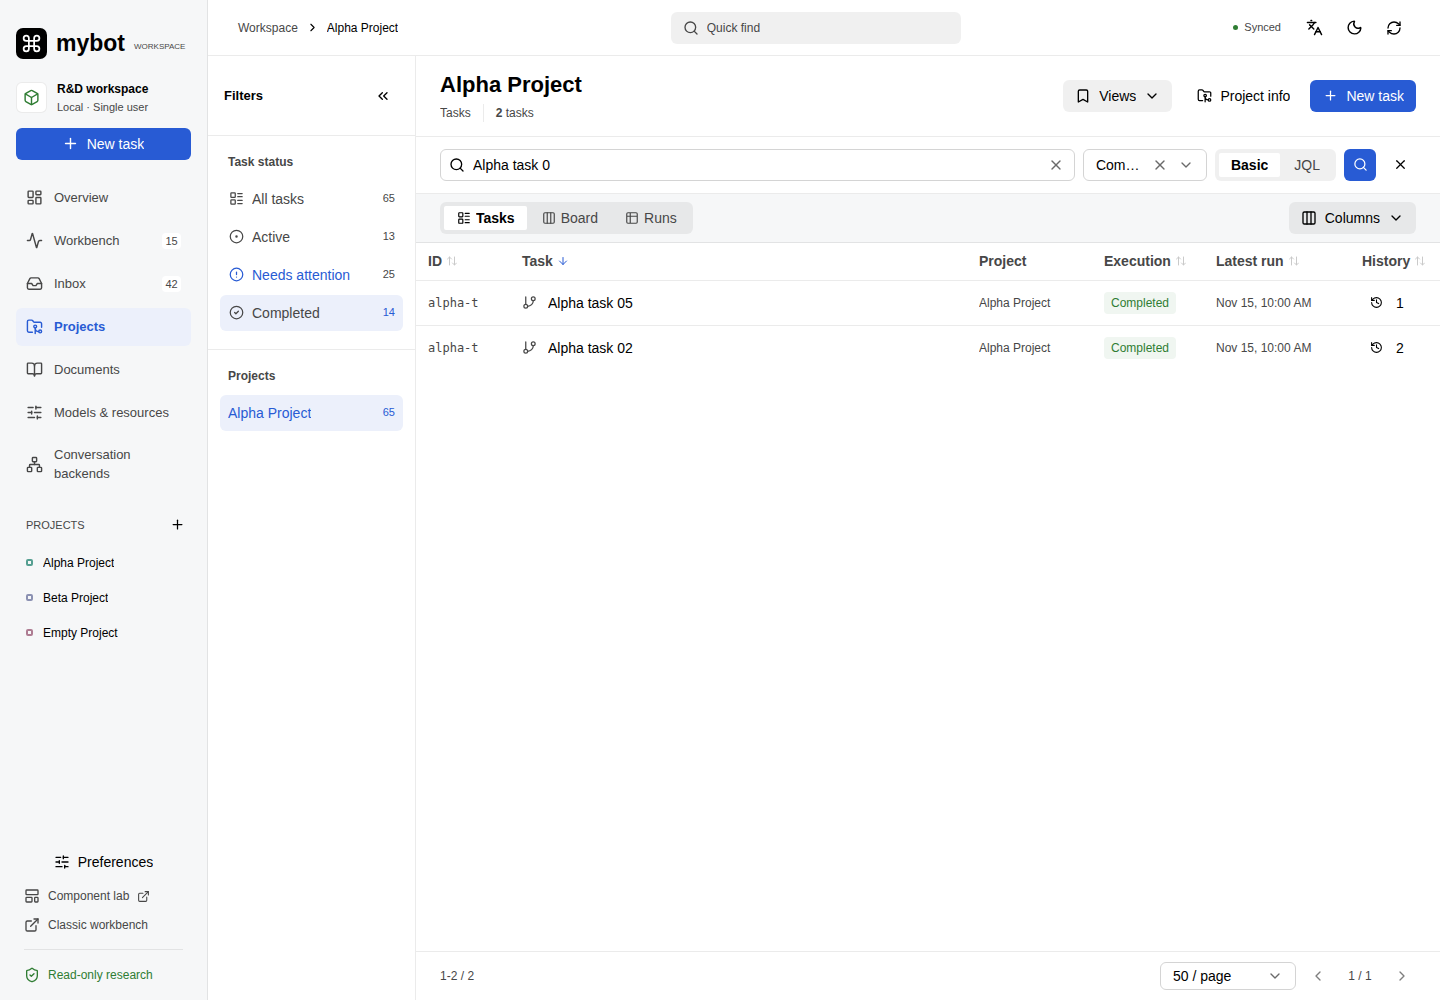 mybot WORKSPACE
R&D workspace
Local · Single user
New task
Overview
Workbench 15
Inbox 42
Projects
Documents
Models & resources
Conversation
backends
PROJECTS
Alpha Project
Beta Project
Empty Project
Preferences
Component lab
Classic workbench
Read-only research
Workspace Alpha Project
Quick find
Synced
Filters
Task status
All tasks 65
Active 13
Needs attention 25
Completed 14
Projects
Alpha Project 65
Alpha Project
Tasks 2 tasks
Views
Project info
New task
Alpha task 0
Com…
Basic JQL
Tasks Board Runs
Columns
ID Task Project Execution Latest run History
alpha-t Alpha task 05 Alpha Project Completed Nov 15, 10:00 AM 1
alpha-t Alpha task 02 Alpha Project Completed Nov 15, 10:00 AM 2
1-2 / 2
50 / page
1 / 1